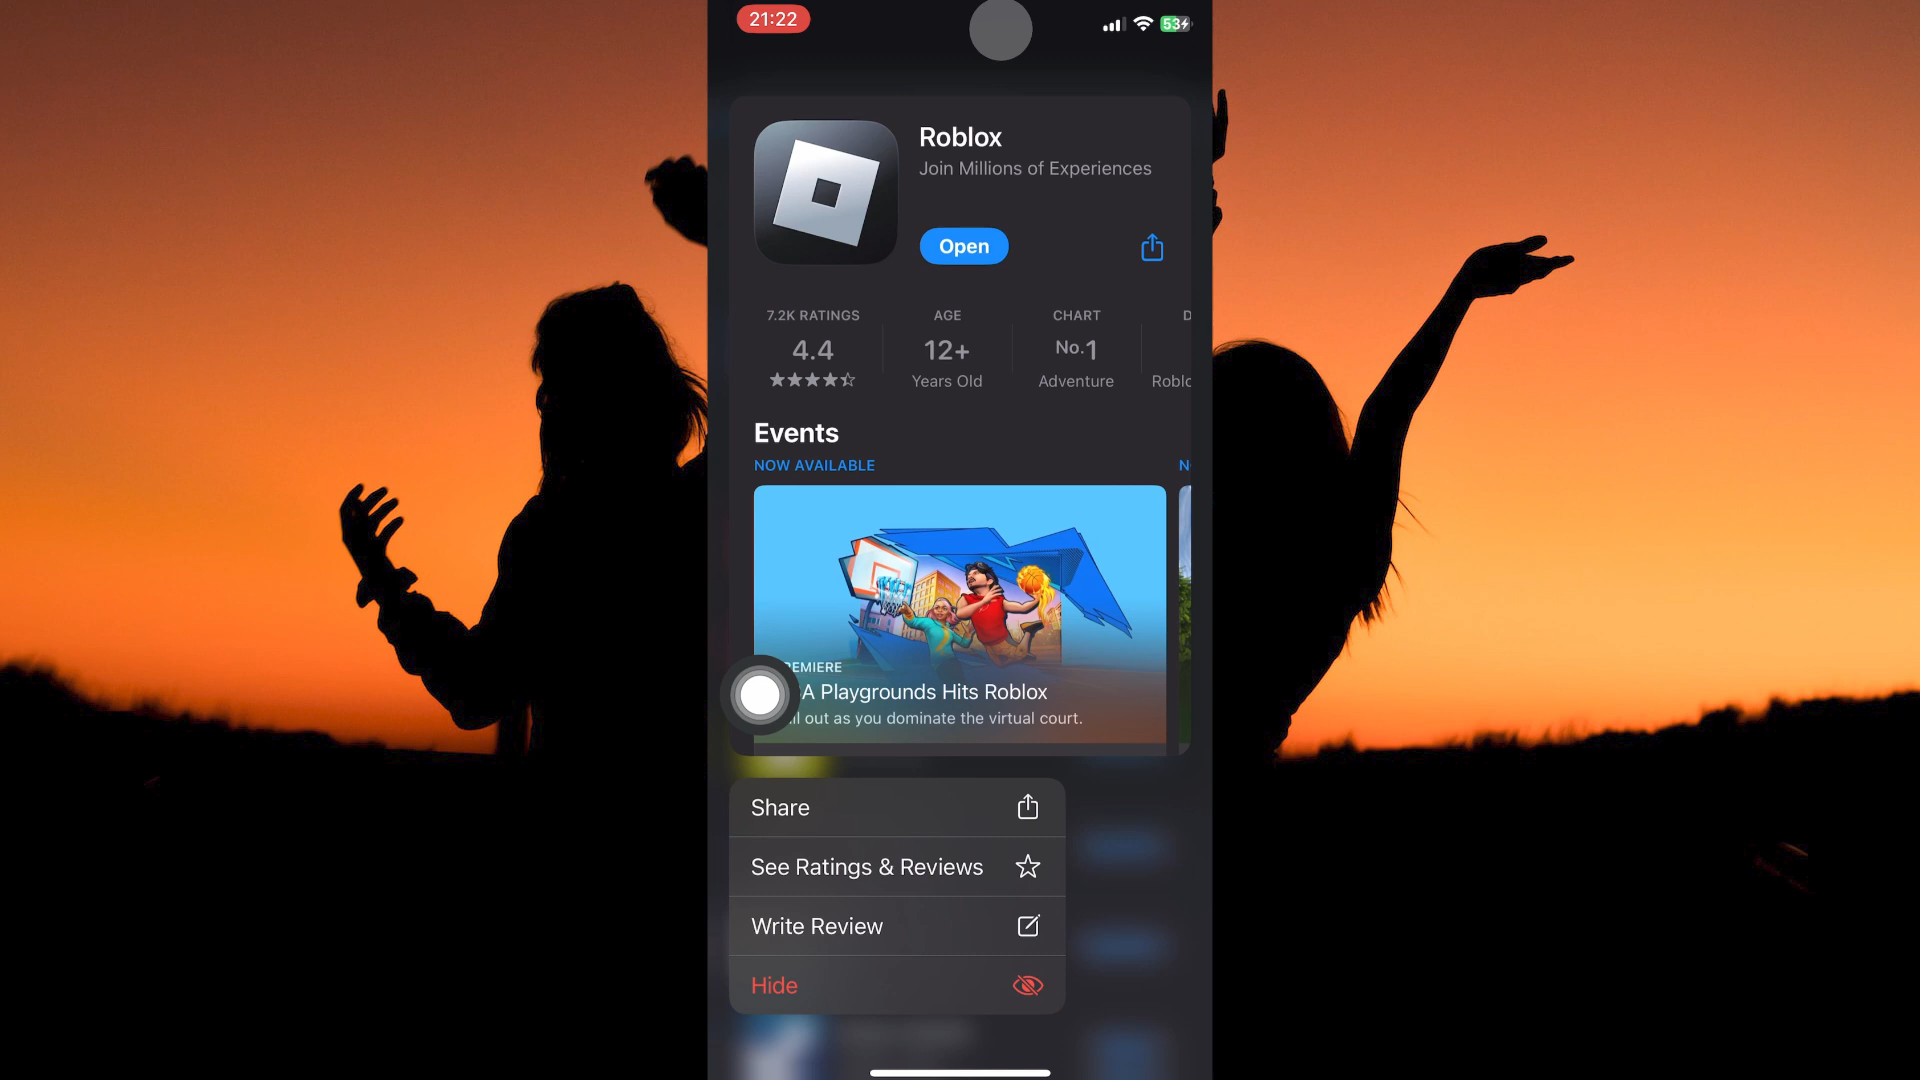 21:22
53
Roblox
Join Millions of Experiences
Open
7.2K RATINGS
AGE
CHART
D
4.4
12+
No.1
Years Old
Adventure
Roblo
Events
NOW AVAILABLE
N
EMIERE
A Playgrounds Hits Roblox
ll out as you dominate the virtual court.
Share
See Ratings & Reviews
Write Review
Hide